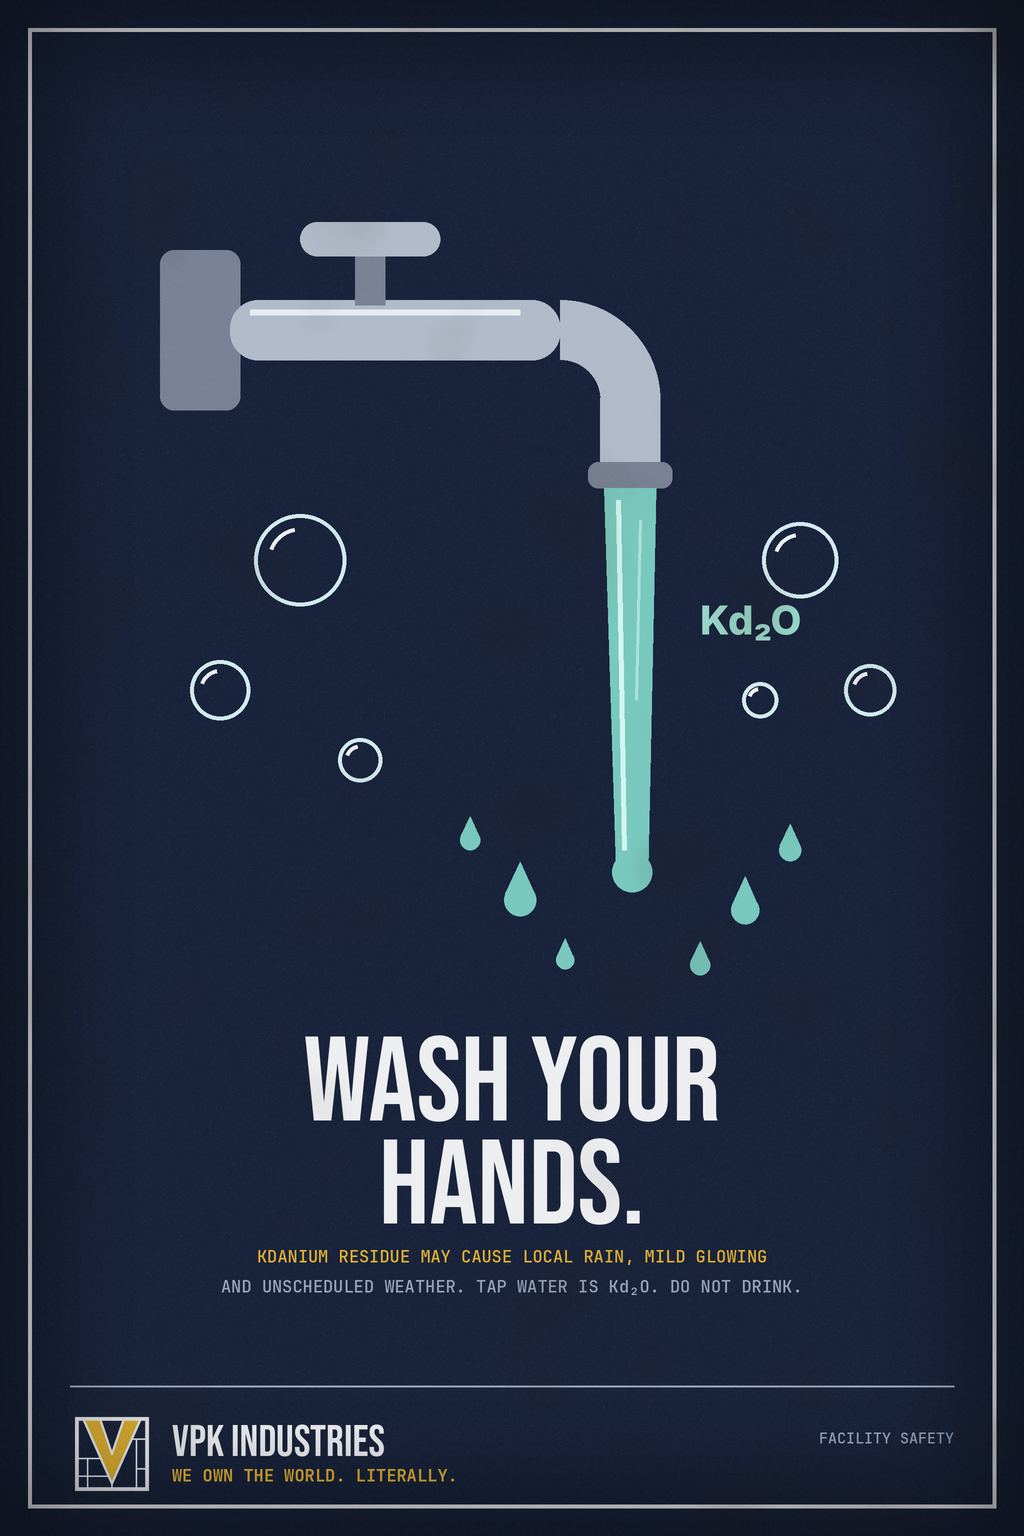 Kd₂O
WASH YOUR
HANDS.
KDANIUM RESIDUE MAY CAUSE LOCAL RAIN, MILD GLOWING
AND UNSCHEDULED WEATHER. TAP WATER IS Kd₂O. DO NOT DRINK.
V
VPK INDUSTRIES
WE OWN THE WORLD. LITERALLY.
FACILITY SAFETY